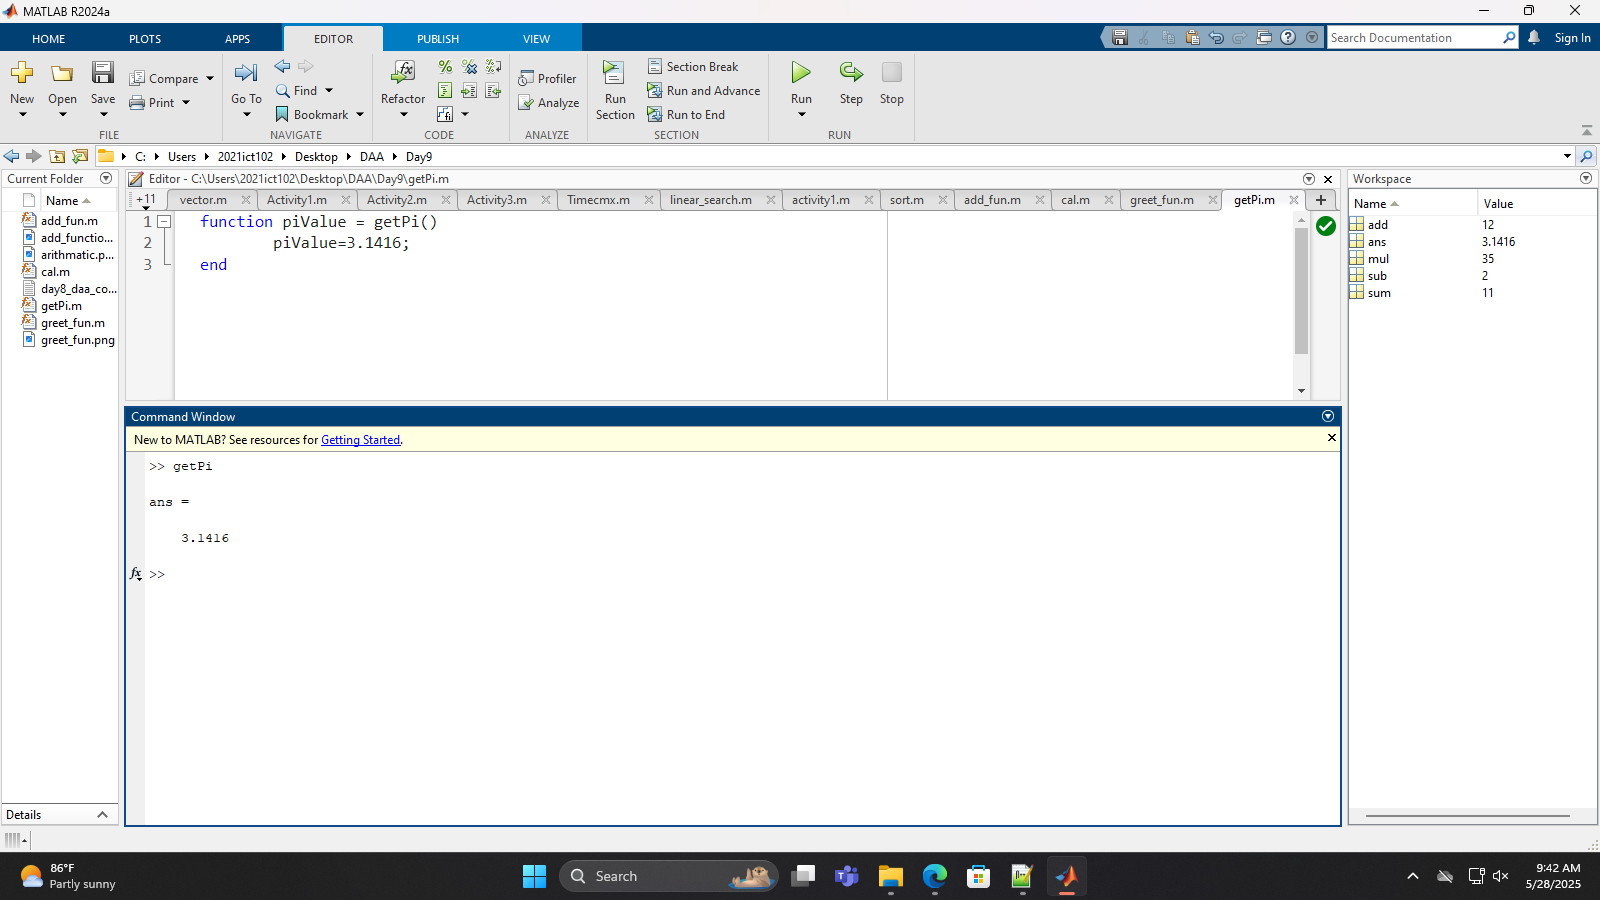 MATLAB R2024a
HOME PLOTS APPS EDITOR PUBLISH VIEW
Search Documentation
Sign In
New Open Save
Compare
Print
FILE
Go To
Find
Bookmark
NAVIGATE
Refactor
CODE
Profiler
Analyze
ANALYZE
Run Section
Section Break
Run and Advance
Run to End
SECTION
Run Step Stop
RUN
C: Users 2021ict102 Desktop DAA Day9
Current Folder
Name
add_fun.m
add_functio...
arithmatic.p...
cal.m
day8_daa_co...
getPi.m
greet_fun.m
greet_fun.png
Details
Editor - C:\Users\2021ict102\Desktop\DAA\Day9\getPi.m
+11 vector.m Activity1.m Activity2.m Activity3.m Timecmx.m linear_search.m activity1.m sort.m add_fun.m cal.m greet_fun.m getPi.m
1 function piValue = getPi()
2 piValue=3.1416;
3 end
Command Window
New to MATLAB? See resources for Getting Started.
>> getPi
ans =
3.1416
fx >>
Workspace
Name Value
add 12
ans 3.1416
mul 35
sub 2
sum 11
86°F
Partly sunny
Search
9:42 AM
5/28/2025